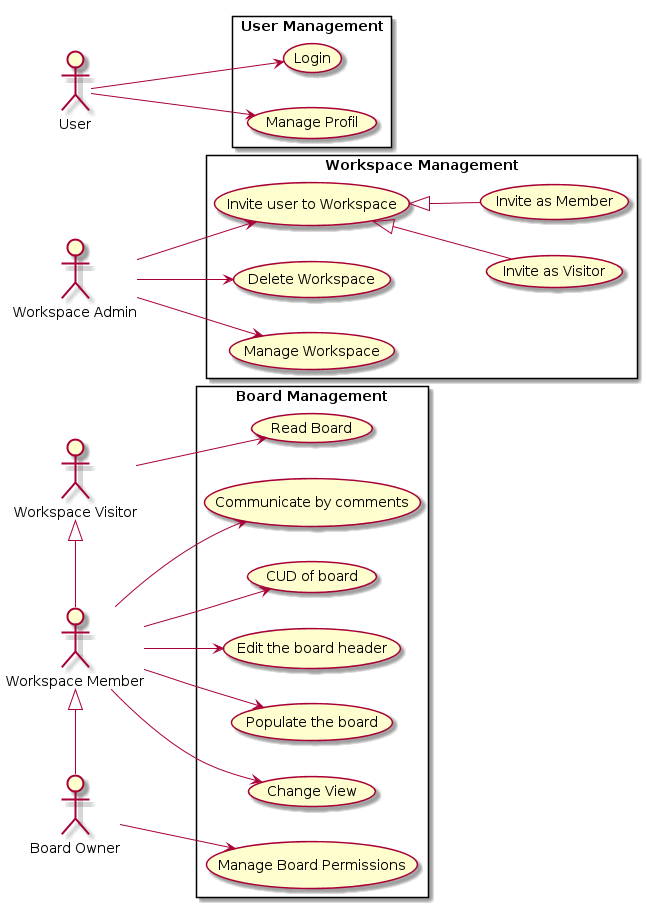 User Management
Login
User
Manage Profil
Workspace Management
Invite user to Workspace
Invite as Member
Invite as Visitor
Delete Workspace
Workspace Admin
Manage Workspace
Board Management
Read Board
Workspace Visitor
Communicate by comments
CUD of board
Edit the board header
Workspace Member
Populate the board
Change View
Board Owner
Manage Board Permissions